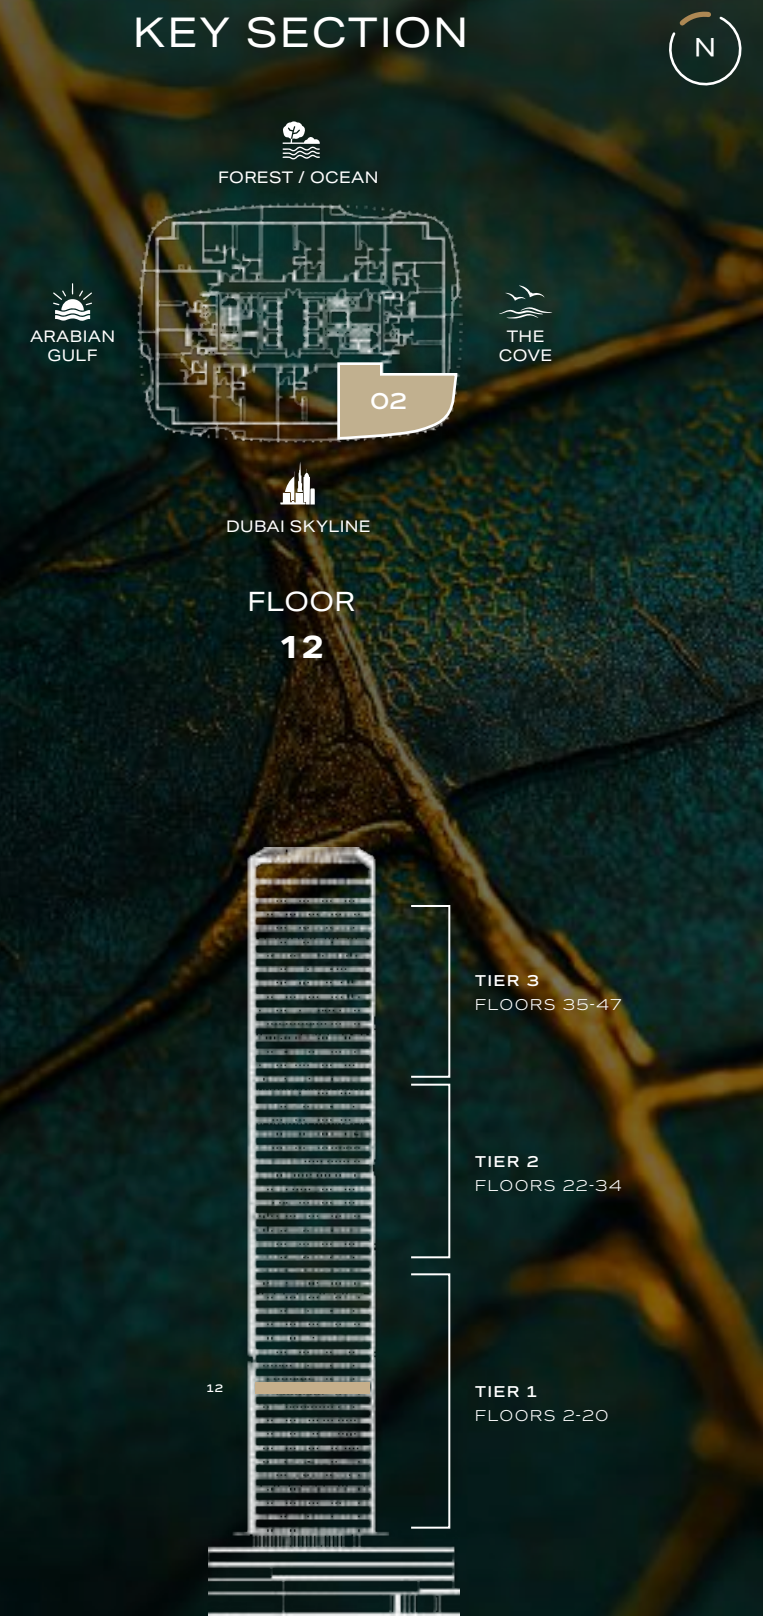 KEY SECTION
N
FOREST / OCEAN
ARABIAN
GULF
THE
COVE
02
DUBAI SKYLINE
FLOOR
12
TIER 3
FLOORS 35-47
TIER 2
FLOORS 22-34
12
TIER 1
FLOORS 2-20